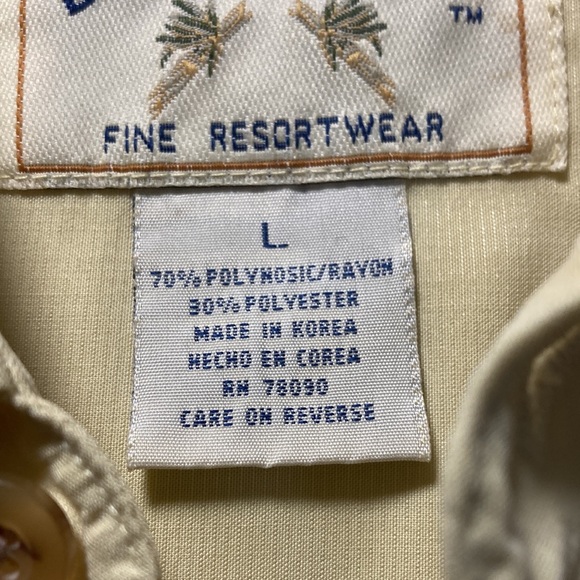 ™
FINE RESORTWEAR
L
70% POLYNOSIC/RAYON
30% POLYESTER
MADE IN KOREA
HECHO EN COREA
RN 78090
CARE ON REVERSE